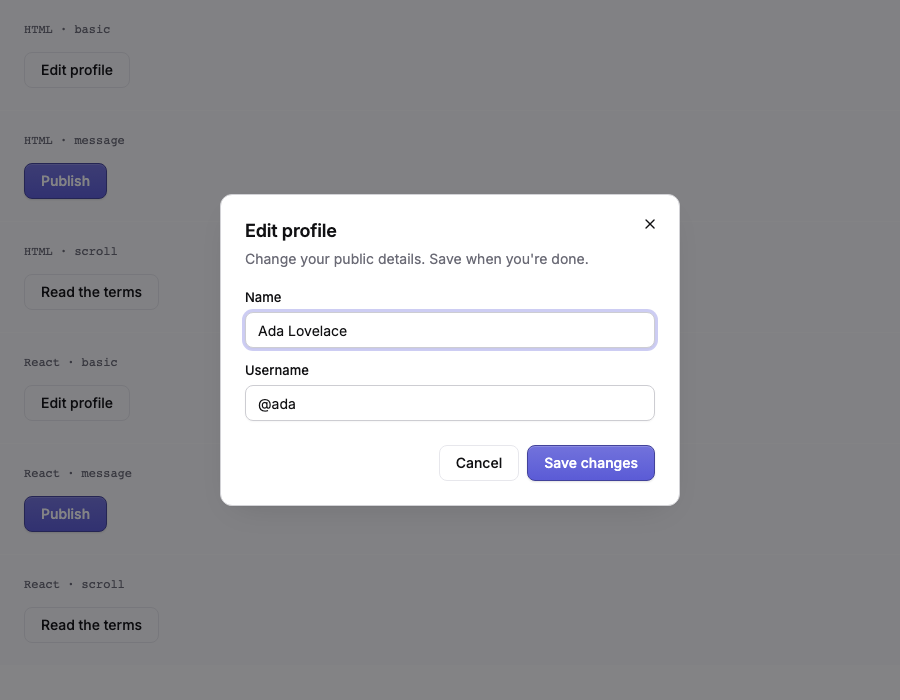 HTML · basic
Edit profile
HTML · message
Publish
HTML · scroll
Read the terms
React · basic
Edit profile
React · message
Publish
React · scroll
Read the terms
Edit profile
Change your public details. Save when you're done.
Name
Ada Lovelace
Username
@ada
Cancel
Save changes